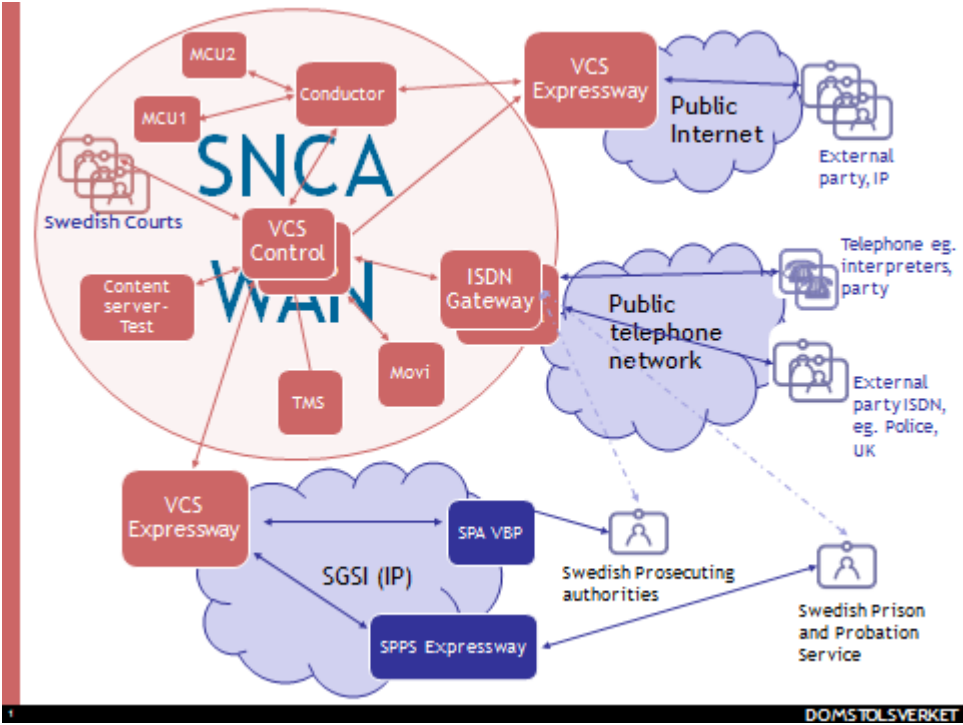 MCU2
Conductor
MCU1
VCS
Expressway
Public
Internet
External
party, IP
SNCA
WAN
Swedish Courts
VCS
Control
Content
server-
Test
ISDN
Gateway
Telephone eg.
interpreters,
party
Public
telephone
network
Movi
TMS
External
party ISDN,
eg. Police,
UK
VCS
Expressway
SPA VBP
SGSI (IP)
Swedish Prosecuting
authorities
SPPS Expressway
Swedish Prison
and Probation
Service
1
DOMSTOLSVERKET